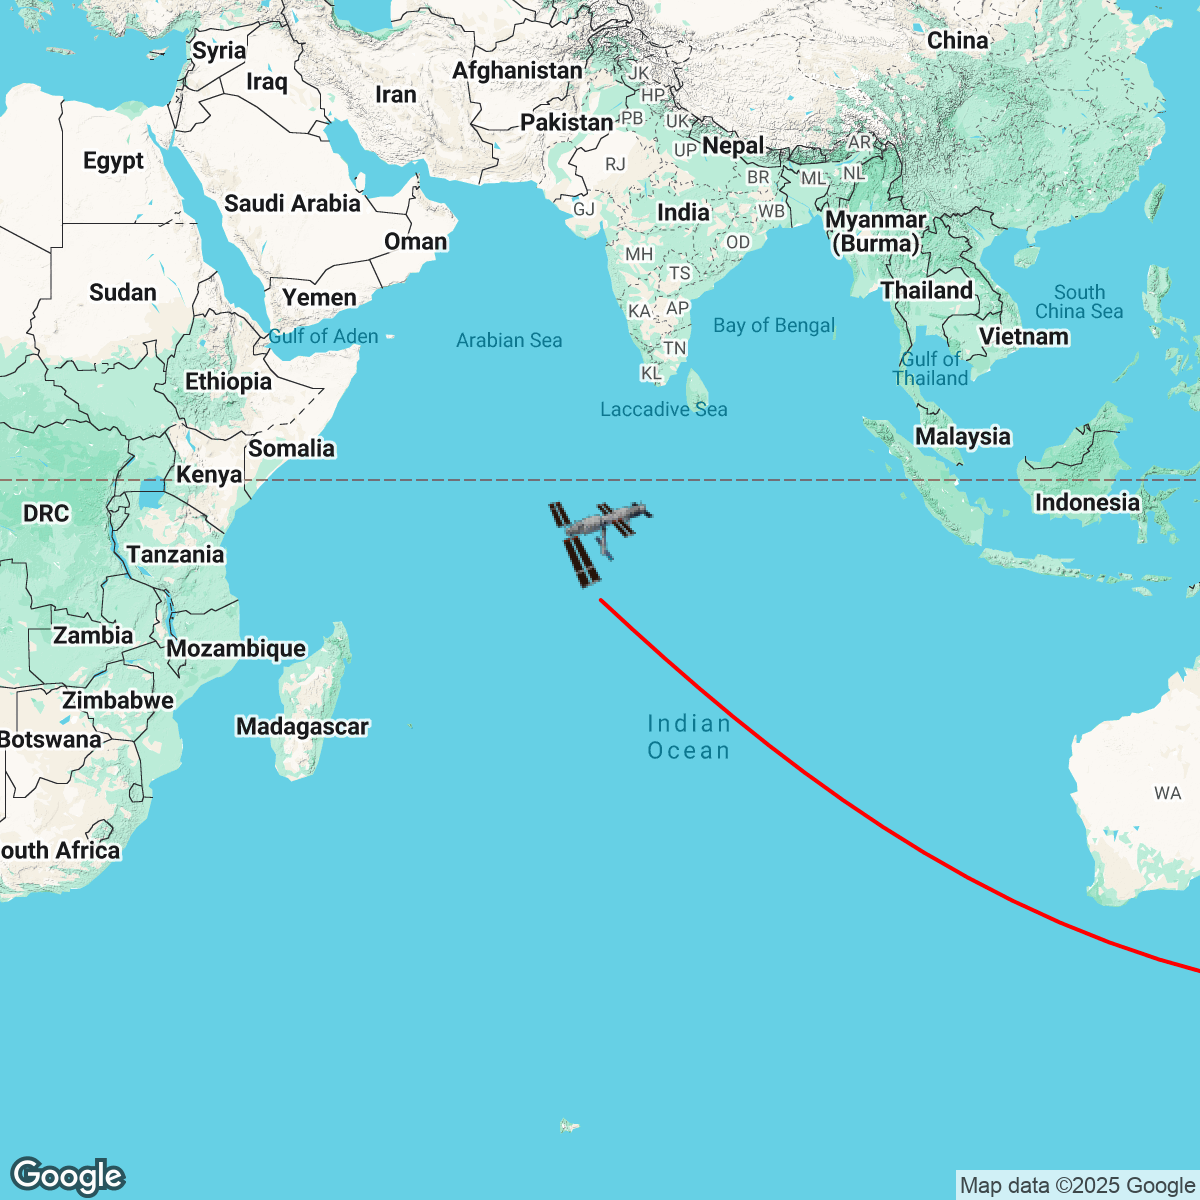 China
Syria
Afghanistan
JK
Iraq
Iran
HP
Pakistan
PB
UK
Nepal
AR
UP
Egypt
RJ
BR
ML
NL
Saudi Arabia
GJ
India
WB
Myanmar
(Burma)
Oman
OD
MH
TS
Sudan
Yemen
Thailand
South
China Sea
KA
AP
Bay of Bengal
Gulf of Aden
Arabian Sea
Vietnam
TN
Gulf of
Thailand
KL
Ethiopia
Laccadive Sea
Malaysia
Somalia
Kenya
Indonesia
DRC
Tanzania
Zambia
Mozambique
Zimbabwe
Madagascar
Indian
Ocean
Botswana
WA
outh Africa
Google
Map data ©2025 Google